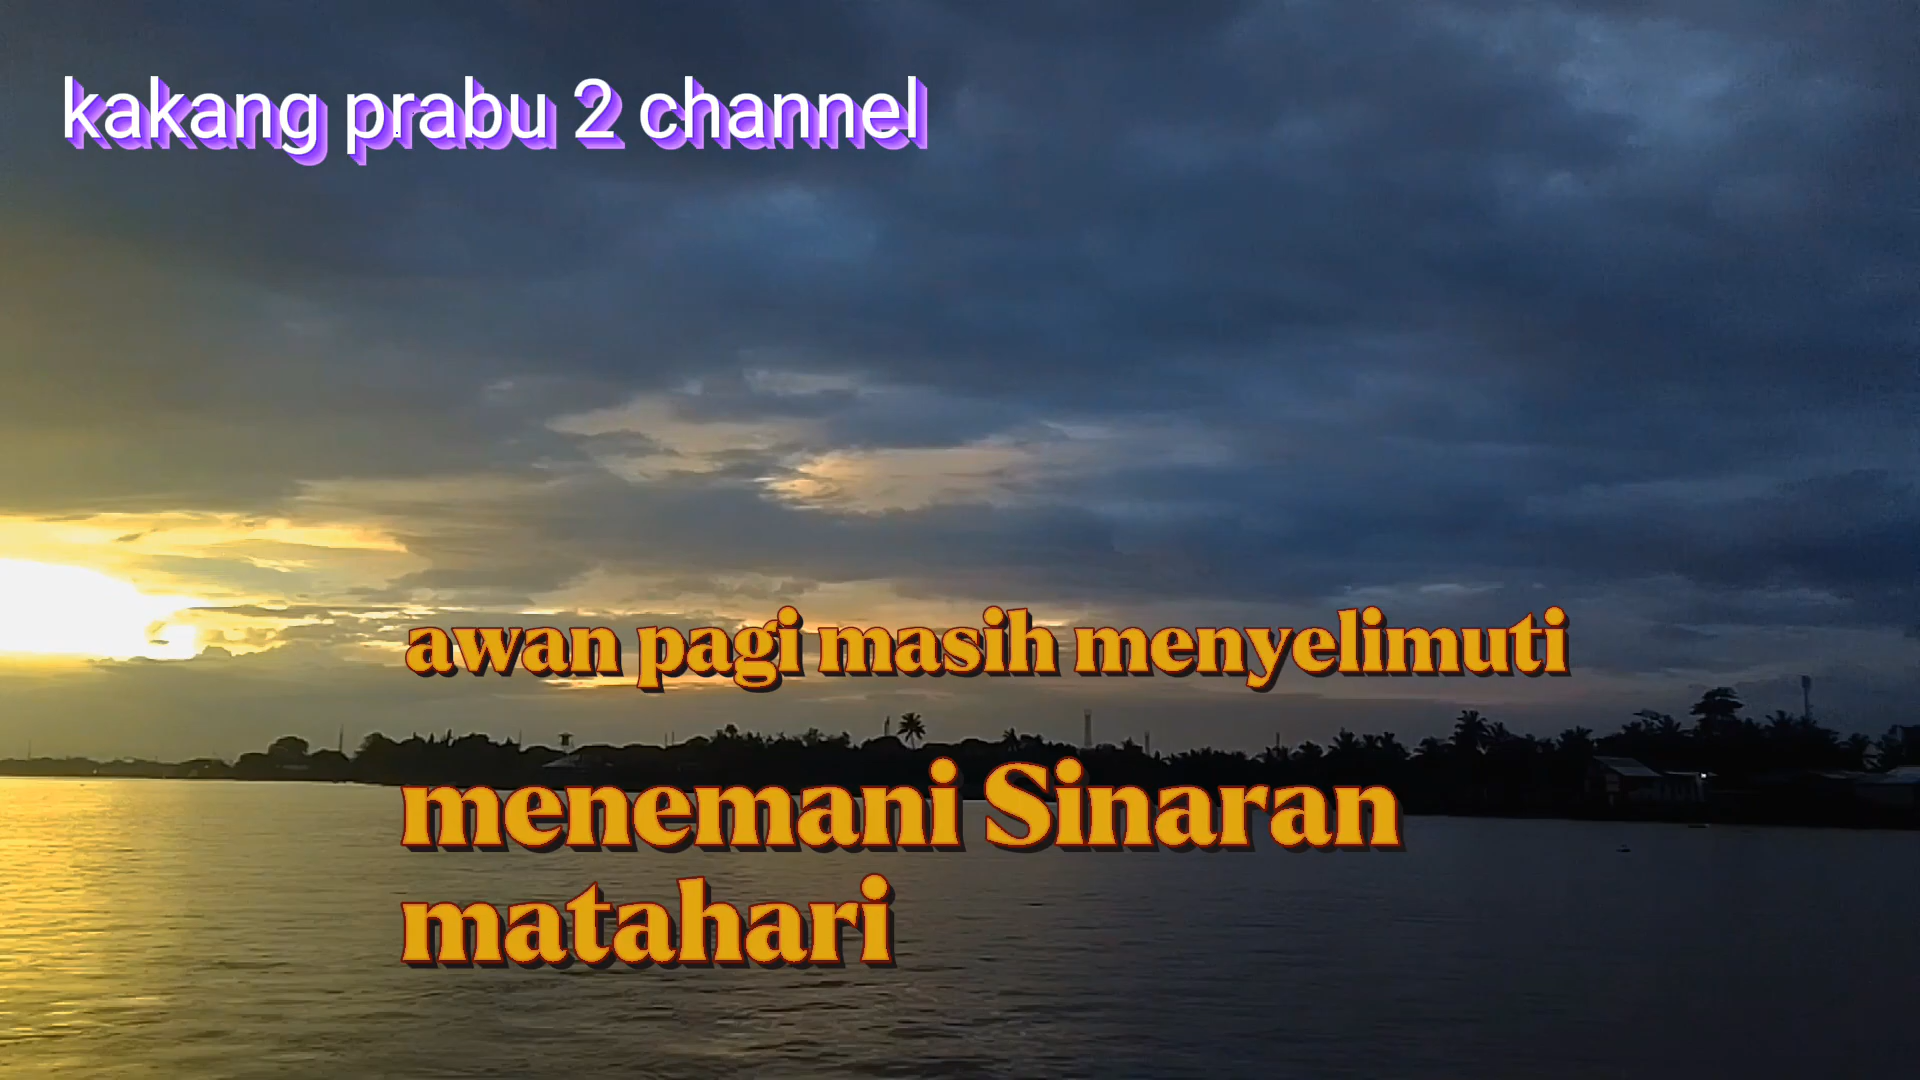 kakang prabu 2 channel
awan pagi masih menyelimuti
menemani Sinaran
matahari